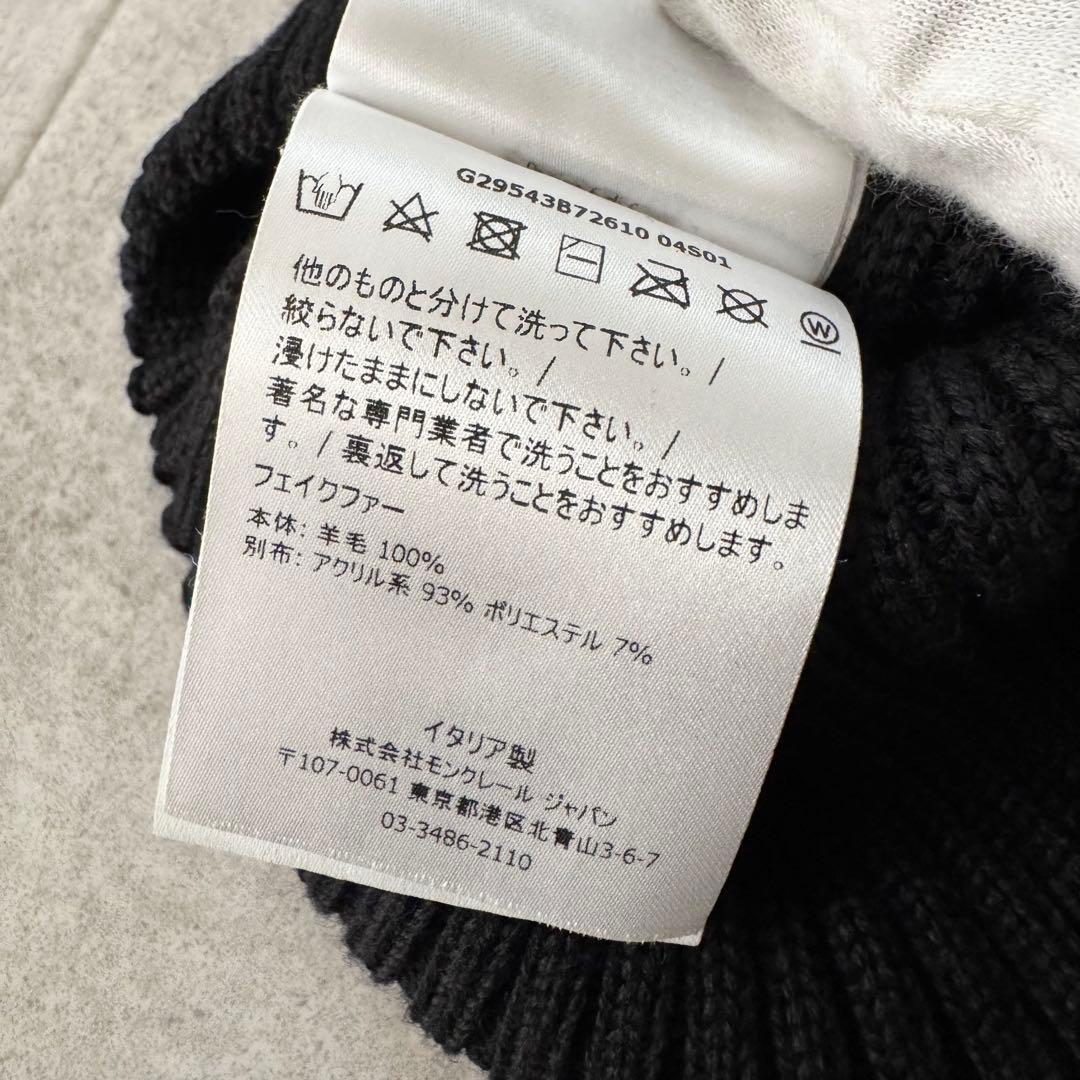 G29543B72610 04S01
W
他のものと分けて洗って下さい。/
絞らないで下さい。/
浸けたままにしないで下さい。/
著名な専門業者で洗うことをおすすめしま
す。/ 裏返して洗うことをおすすめします。
フェイクファー
本体: 羊毛 100%
別布: アクリル系 93% ポリエステル 7%
イタリア製
株式会社モンクレール ジャパン
〒107-0061 東京都港区北青山3-6-7
03-3486-2110